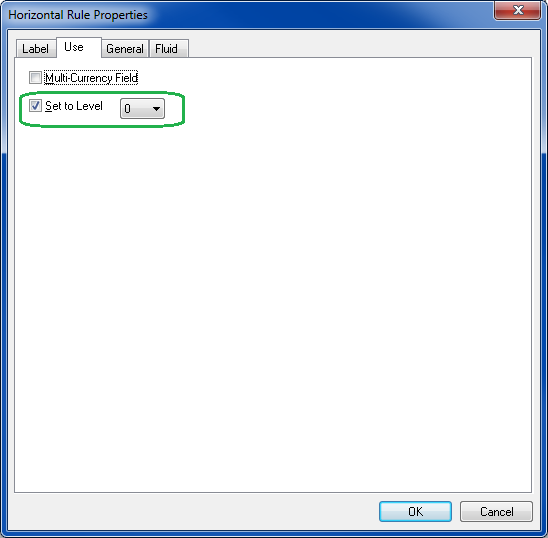 Horizontal Rule Properties
Label Use General Fluid
Multi-Currency Field
Set to Level 0
OK Cancel